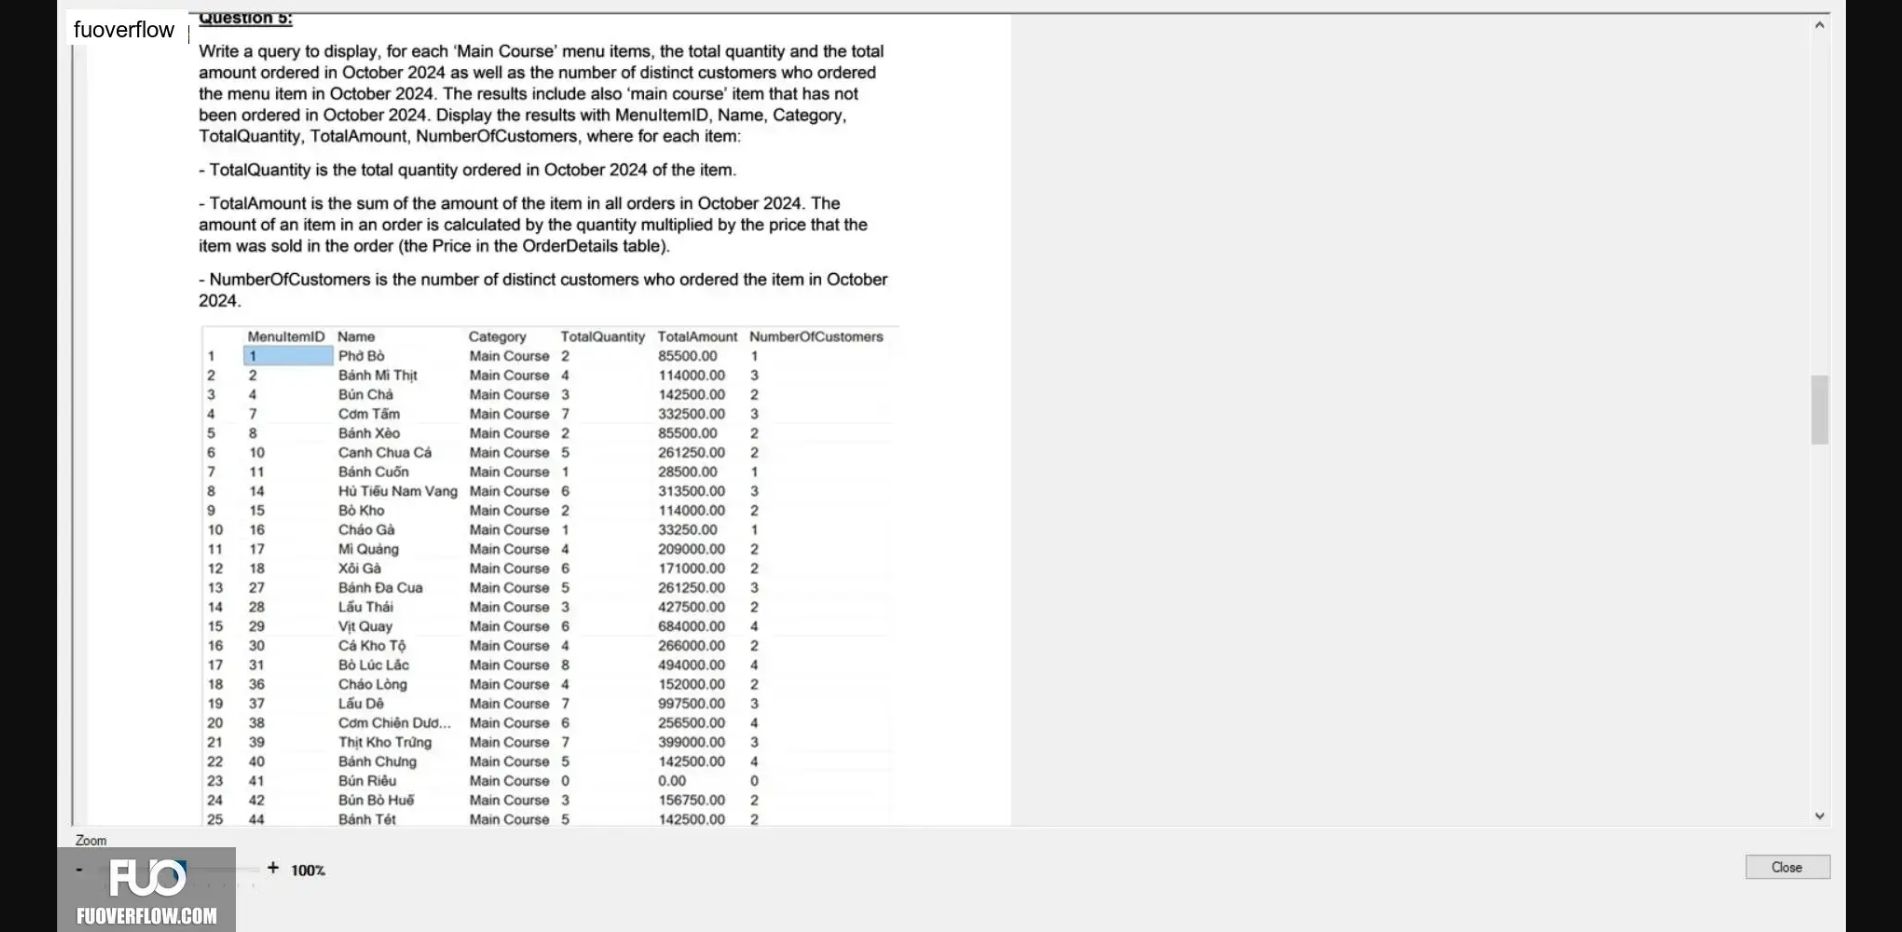 fuoverflow
Question 5:
Write a query to display, for each ‘Main Course’ menu items, the total quantity and the total
amount ordered in October 2024 as well as the number of distinct customers who ordered
the menu item in October 2024. The results include also ‘main course’ item that has not
been ordered in October 2024. Display the results with MenuItemID, Name, Category,
TotalQuantity, TotalAmount, NumberOfCustomers, where for each item:
- TotalQuantity is the total quantity ordered in October 2024 of the item.
- TotalAmount is the sum of the amount of the item in all orders in October 2024. The
amount of an item in an order is calculated by the quantity multiplied by the price that the
item was sold in the order (the Price in the OrderDetails table).
- NumberOfCustomers is the number of distinct customers who ordered the item in October
2024.
MenuItemID Name Category TotalQuantity TotalAmount NumberOfCustomers
1 1 Phở Bò Main Course 2 85500.00 1
2 2 Bánh Mì Thịt Main Course 4 114000.00 3
3 4 Bún Chả Main Course 3 142500.00 2
4 7 Cơm Tấm Main Course 7 332500.00 3
5 8 Bánh Xèo Main Course 2 85500.00 2
6 10 Canh Chua Cá Main Course 5 261250.00 2
7 11 Bánh Cuốn Main Course 1 28500.00 1
8 14 Hủ Tiếu Nam Vang Main Course 6 313500.00 3
9 15 Bò Kho Main Course 2 114000.00 2
10 16 Cháo Gà Main Course 1 33250.00 1
11 17 Mì Quảng Main Course 4 209000.00 2
12 18 Xôi Gà Main Course 6 171000.00 2
13 27 Bánh Đa Cua Main Course 5 261250.00 3
14 28 Lẩu Thái Main Course 3 427500.00 2
15 29 Vịt Quay Main Course 6 684000.00 4
16 30 Cá Kho Tộ Main Course 4 266000.00 2
17 31 Bò Lúc Lắc Main Course 8 494000.00 4
18 36 Cháo Lòng Main Course 4 152000.00 2
19 37 Lẩu Dê Main Course 7 997500.00 3
20 38 Cơm Chiên Dươ... Main Course 6 256500.00 4
21 39 Thịt Kho Trứng Main Course 7 399000.00 3
22 40 Bánh Chưng Main Course 5 142500.00 4
23 41 Bún Riêu Main Course 0 0.00 0
24 42 Bún Bò Huế Main Course 3 156750.00 2
25 44 Bánh Tét Main Course 5 142500.00 2
Zoom
- + 100%
Close
FUO
FUOVERFLOW.COM